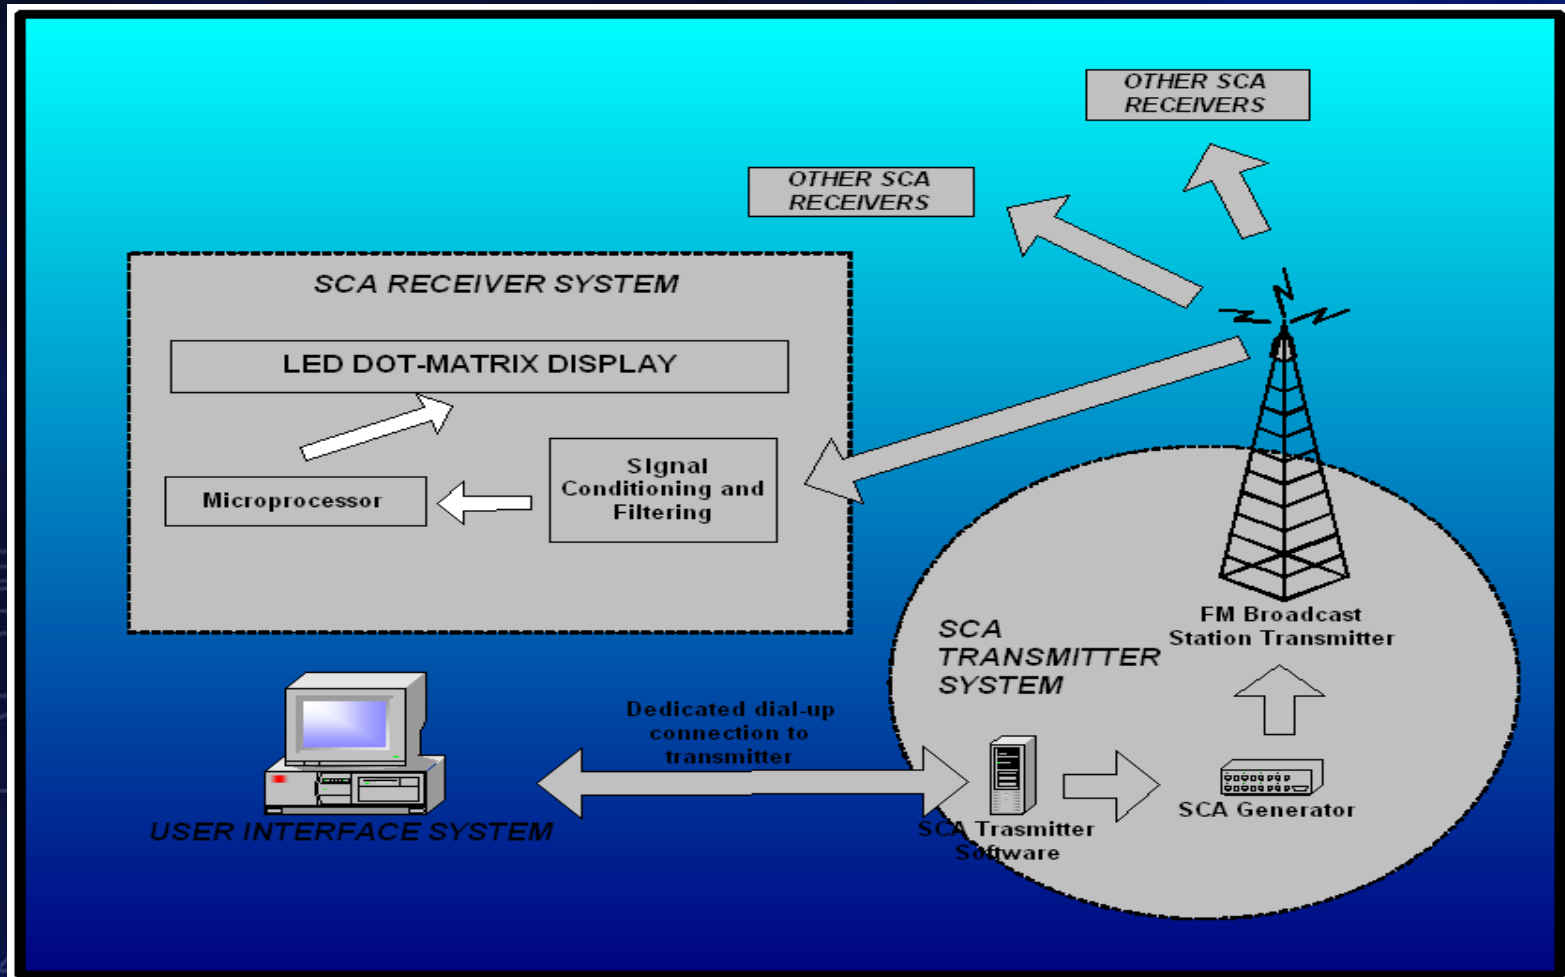 OTHER SCA
RECEIVERS
OTHER SCA
RECEIVERS
SCA RECEIVER SYSTEM
LED DOT-MATRIX DISPLAY
SIgnal
Conditioning and
Filtering
Microprocessor
FM Broadcast
Station Transmitter
SCA
TRANSMITTER
SYSTEM
Dedicated dial-up
connection to
transmitter
SCA Generator
USER INTERFACE SYSTEM
SCA Trasmitter
Software